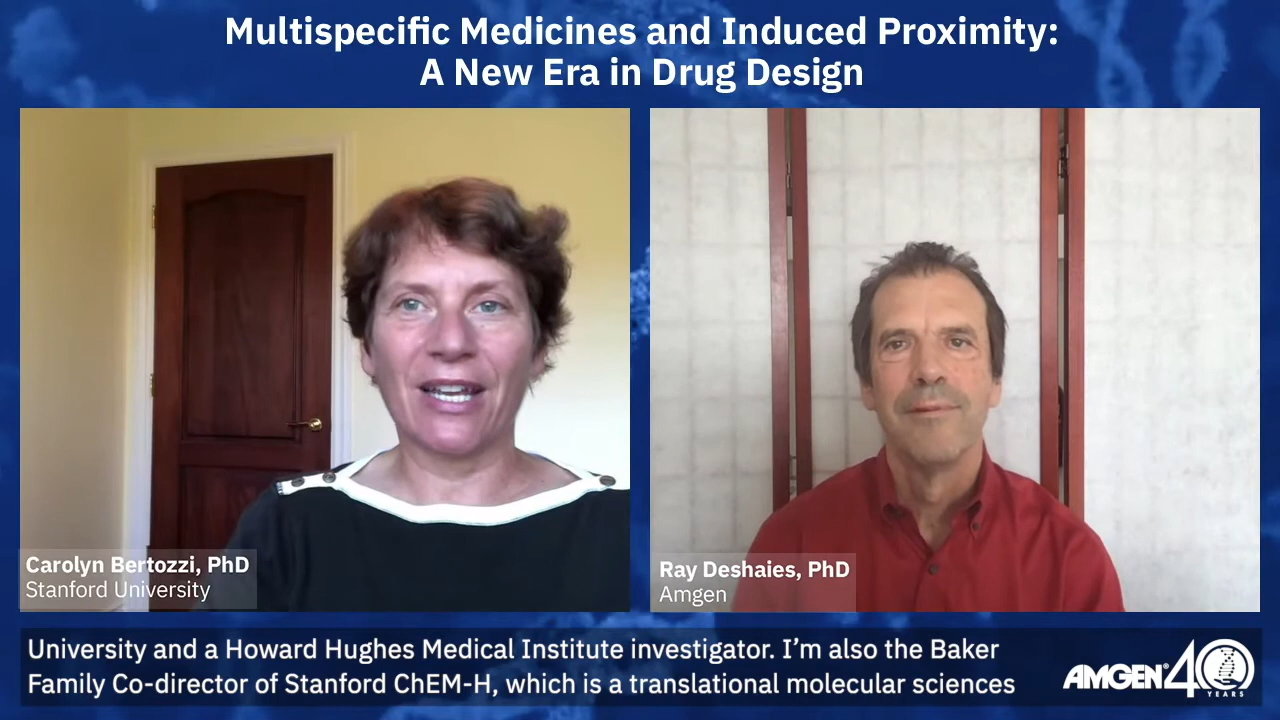 Multispecific Medicines and Induced Proximity:
A New Era in Drug Design
Carolyn Bertozzi, PhD
Stanford University
Ray Deshaies, PhD
Amgen
University and a Howard Hughes Medical Institute investigator. I’m also the Baker
Family Co-director of Stanford ChEM-H, which is a translational molecular sciences
AMGEN® 40
YEARS